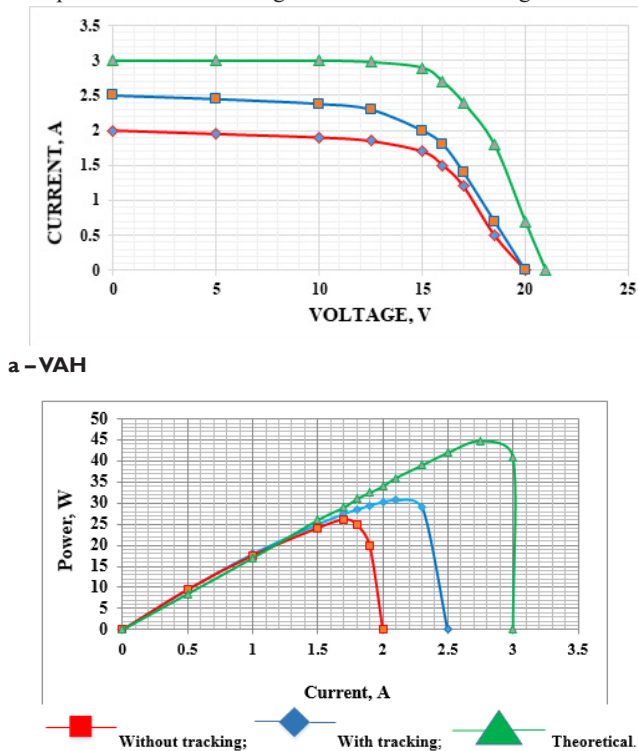 3.5
3
2.5
2
1.5
1
0.5
0
CURRENT, A
0 5 10 15 20 25
VOLTAGE, V
a – VAH
50
45
40
35
30
25
20
15
10
5
0
Power, W
0 0.5 1 1.5 2 2.5 3 3.5
Current, A
Without tracking; With tracking; Theoretical.